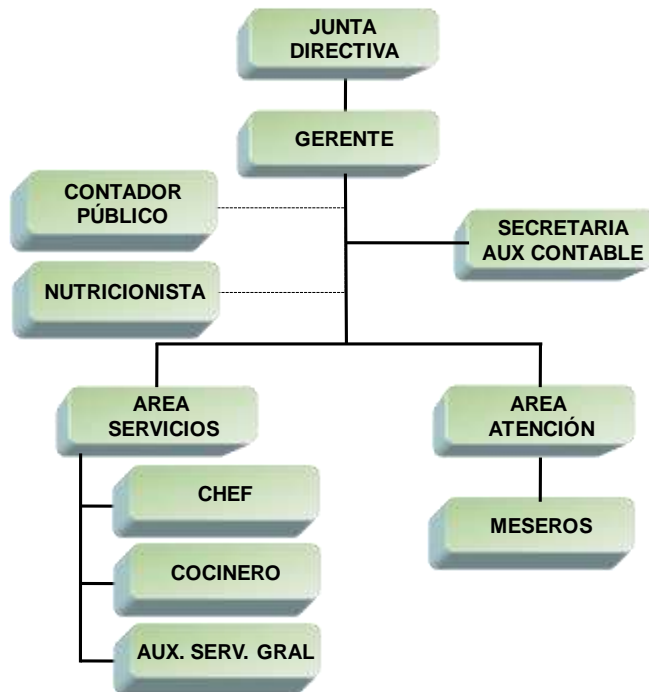 JUNTA
DIRECTIVA
GERENTE
CONTADOR
PÚBLICO
SECRETARIA
AUX CONTABLE
NUTRICIONISTA
AREA
SERVICIOS
AREA
ATENCIÓN
CHEF
MESEROS
COCINERO
AUX. SERV. GRAL